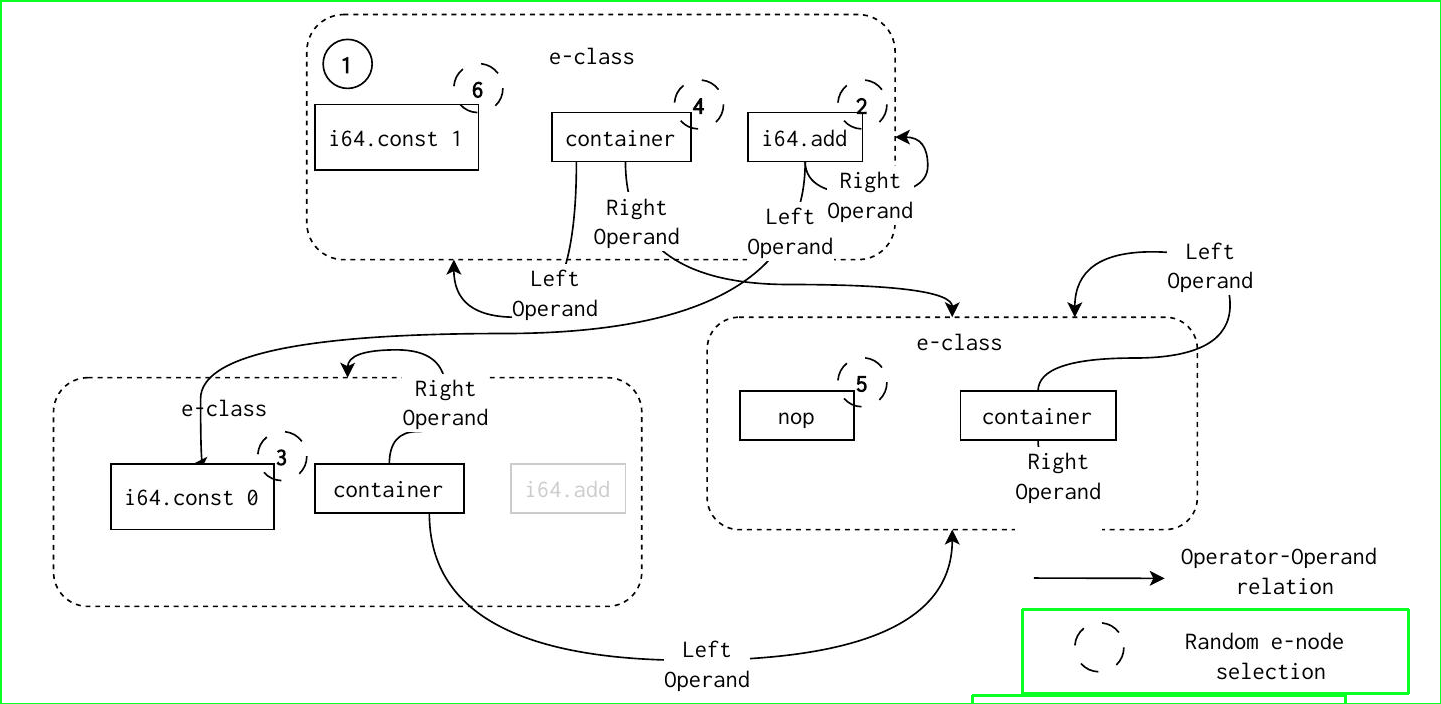 1
e-class
6
4
2
i64.const 1
container
i64.add
Right
Operand
Right
Operand
Left
Operand
Left
Operand
Left
Operand
e-class
5
nop
container
Right
Operand
Right
Operand
e-class
3
i64.const 0
container
i64.add
Left
Operand
Operator-Operand
relation
Random e-node
selection